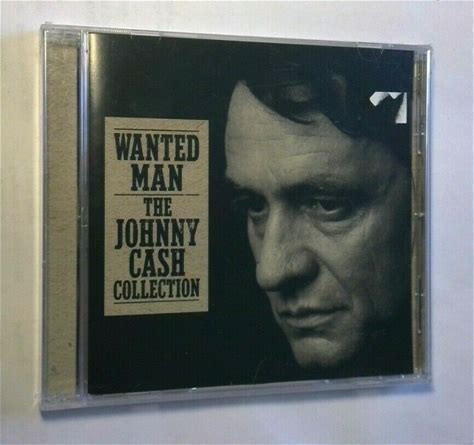 WANTED
MAN
THE
JOHNNY
CASH
COLLECTION